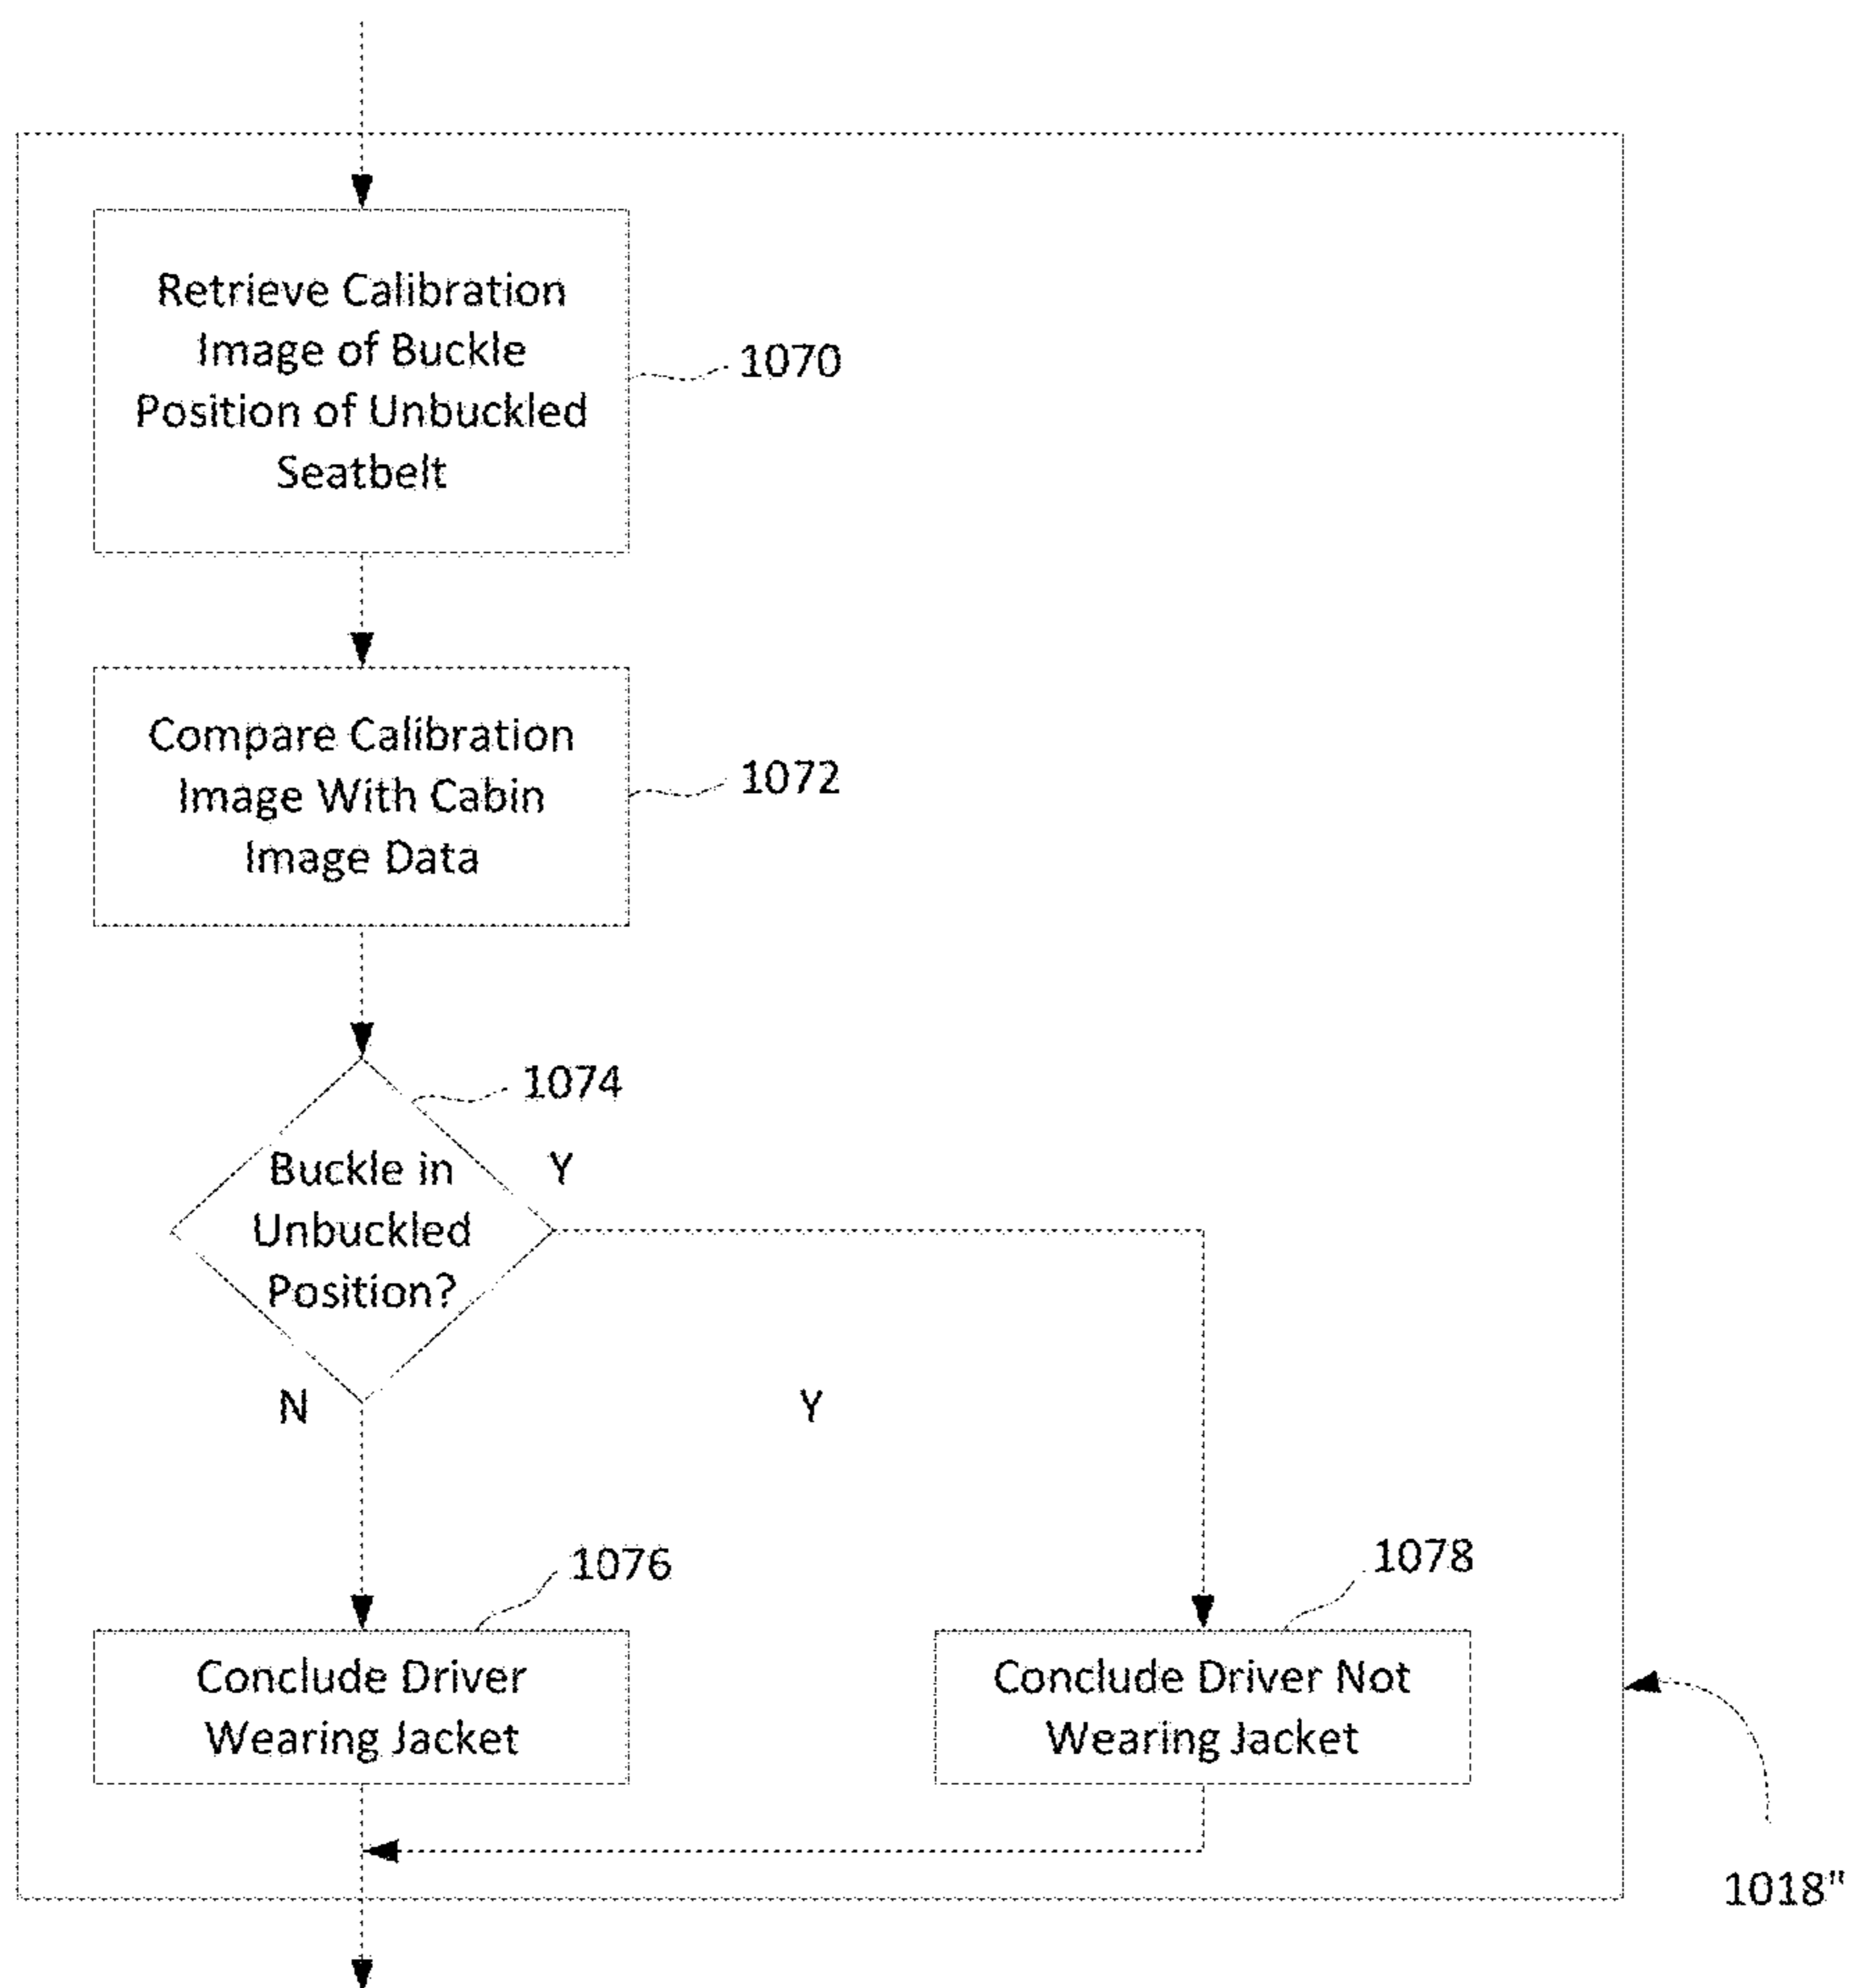 Retrieve Calibration
Image of Buckle
Position of Unbuckled
Seatbelt
1070
Compare Calibration
Image With Cabin
Image Data
1072
1074
Buckle in
Unbuckled
Position?
Y
N
Y
1076
1078
Conclude Driver
Wearing Jacket
Conclude Driver Not
Wearing Jacket
1018"